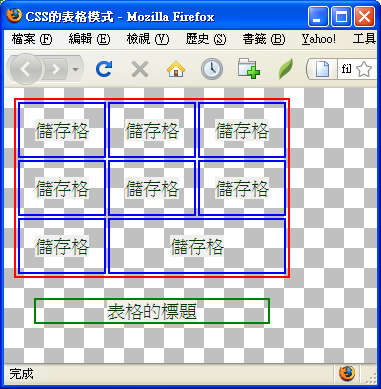 CSS的表格模式 - Mozilla Firefox
檔案 (F) 編輯 (E) 檢視 (V) 歷史 (S) 書籤 (B) Yahoo! 工具
fil
儲存格 儲存格 儲存格
儲存格 儲存格 儲存格
儲存格 儲存格
表格的標題
完成